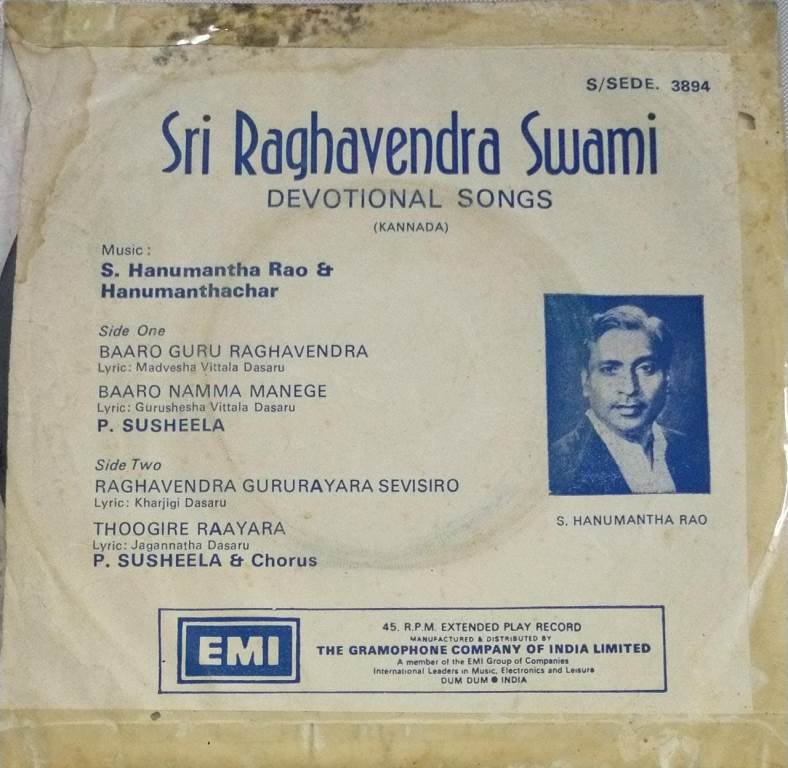 S/SEDE. 3894
Sri Raghavendra Swami
DEVOTIONAL SONGS
(KANNADA)
Music:
S. Hanumantha Rao &
Hanumanthachar
Side One
BAARO GURU RAGHAVENDRA
Lyric: Madvesha Vittala Dasaru
BAARO NAMMA MANEGE
Lyric: Gurushesha Vittala Dasaru
P. SUSHEELA
Side Two
RAGHAVENDRA GURURAYARA SEVISIRO
Lyric: Kharjigi Dasaru
THOOGIRE RAAYARA
Lyric: Jagannatha Dasaru
P. SUSHEELA & Chorus
S. HANUMANTHA RAO
EMI
45. R.P.M. EXTENDED PLAY RECORD
MANUFACTURED & DISTRIBUTED BY
THE GRAMOPHONE COMPANY OF INDIA LIMITED
A member of the EMI Group of Companies
International Leaders in Music, Electronics and Leisure
DUM DUM ● INDIA